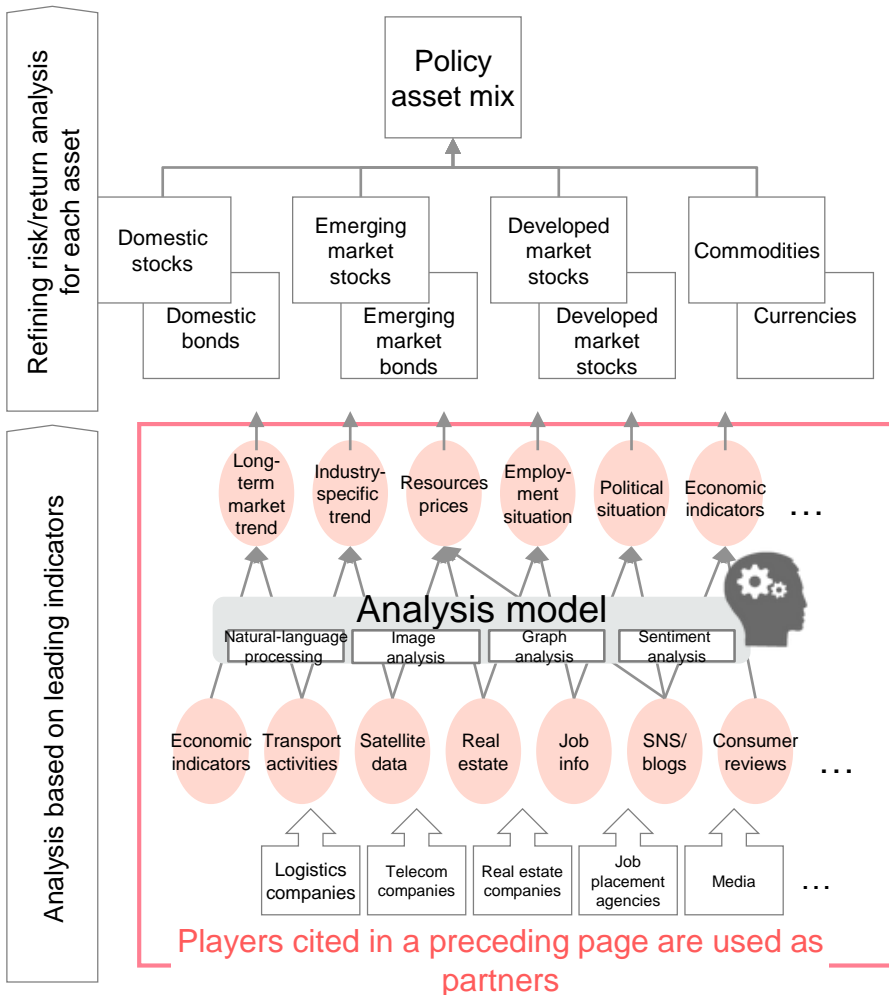 Refining risk/return analysis
for each asset
Policy
asset mix
Domestic
stocks
Domestic
bonds
Emerging
market
stocks
Emerging
market
bonds
Developed
market
stocks
Developed
market
stocks
Commodities
Currencies
Analysis based on leading indicators
Long-
term
market
trend
Industry-
specific
trend
Resources
prices
Employ-
ment
situation
Political
situation
Economic
indicators
...
Analysis model
Natural-language
processing
Image
analysis
Graph
analysis
Sentiment
analysis
Economic
indicators
Transport
activities
Satellite
data
Real
estate
Job
info
SNS/
blogs
Consumer
reviews
...
Logistics
companies
Telecom
companies
Real estate
companies
Job
placement
agencies
Media
...
Players cited in a preceding page are used as
partners